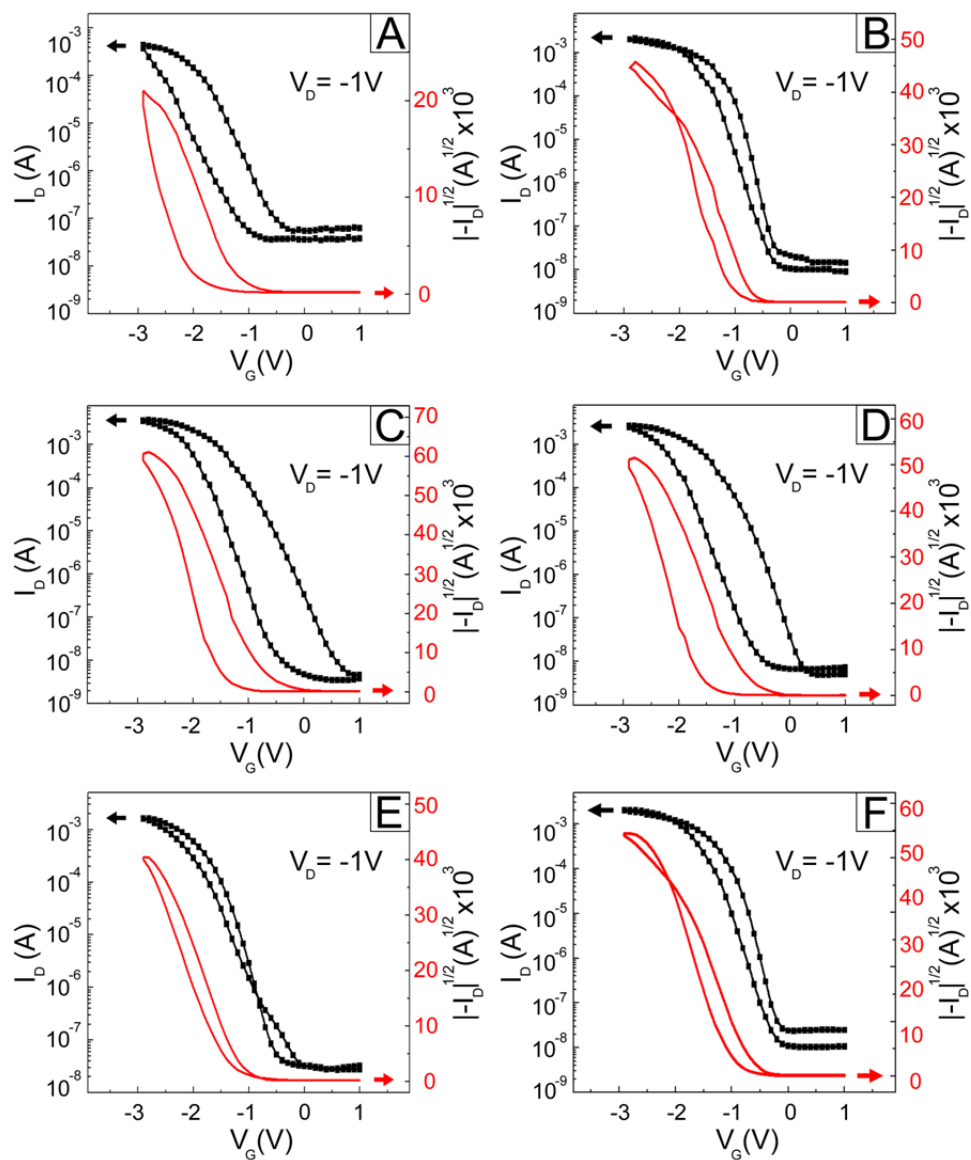 A
V_D = -1V
I_D (A)
10^-3
10^-4
10^-5
10^-6
10^-7
10^-8
10^-9
20
10
0
|-I_D|^1/2 (A)^1/2 x10^3
-3 -2 -1 0 1
V_G (V)
B
V_D = -1V
I_D (A)
10^-3
10^-4
10^-5
10^-6
10^-7
10^-8
10^-9
50
40
30
20
10
0
|-I_D|^1/2 (A)^1/2 x10^3
-3 -2 -1 0 1
V_G (V)
C
V_D = -1V
I_D (A)
10^-3
10^-4
10^-5
10^-6
10^-7
10^-8
10^-9
70
60
50
40
30
20
10
0
|-I_D|^1/2 (A)^1/2 x10^3
-3 -2 -1 0 1
V_G (V)
D
V_D = -1V
I_D (A)
10^-3
10^-4
10^-5
10^-6
10^-7
10^-8
10^-9
60
50
40
30
20
10
0
|-I_D|^1/2 (A)^1/2 x10^3
-3 -2 -1 0 1
V_G (V)
E
V_D = -1V
I_D (A)
10^-3
10^-4
10^-5
10^-6
10^-7
10^-8
50
40
30
20
10
0
|-I_D|^1/2 (A)^1/2 x10^3
-3 -2 -1 0 1
V_G (V)
F
V_D = -1V
I_D (A)
10^-3
10^-4
10^-5
10^-6
10^-7
10^-8
10^-9
60
50
40
30
20
10
0
|-I_D|^1/2 (A)^1/2 x10^3
-3 -2 -1 0 1
V_G (V)